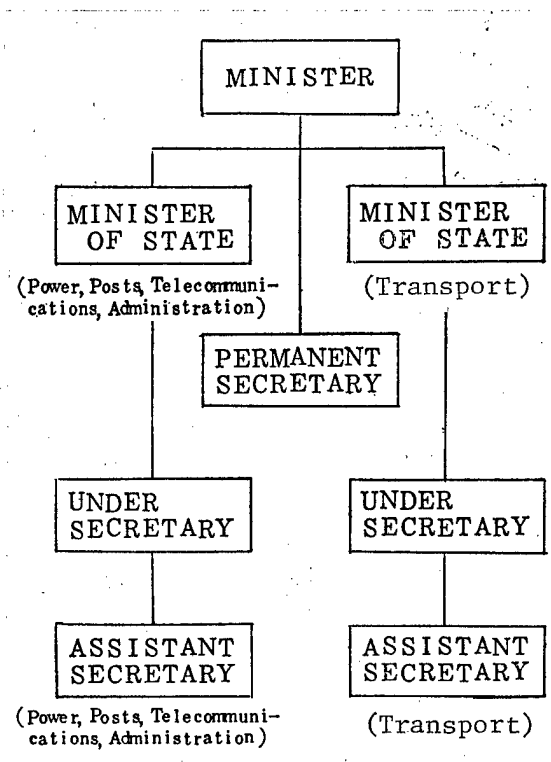 MINISTER
MINISTER
OF STATE
(Power, Posts, Telecommuni-
cations, Administration)
MINISTER
OF STATE
(Transport)
PERMANENT
SECRETARY
UNDER
SECRETARY
UNDER
SECRETARY
ASSISTANT
SECRETARY
(Power, Posts, Telecommuni-
cations, Administration)
ASSISTANT
SECRETARY
(Transport)